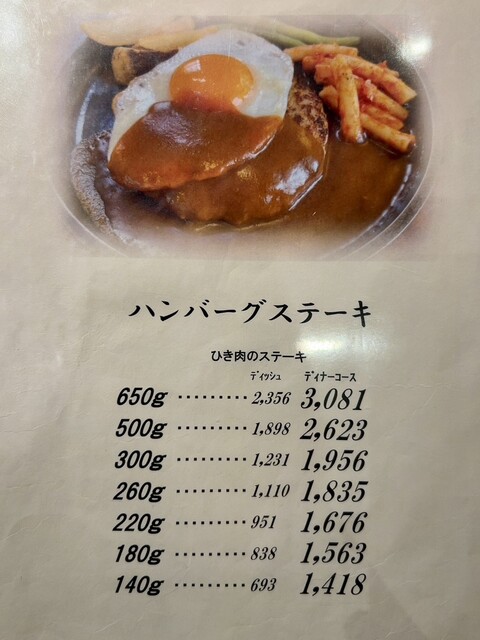 ハンバーグステーキ
ひき肉のステーキ
ディッシュ ディナーコース
650g ········· 2,356 3,081
500g ········· 1,898 2,623
300g ········· 1,231 1,956
260g ········· 1,110 1,835
220g ········· 951 1,676
180g ········· 838 1,563
140g ········· 693 1,418